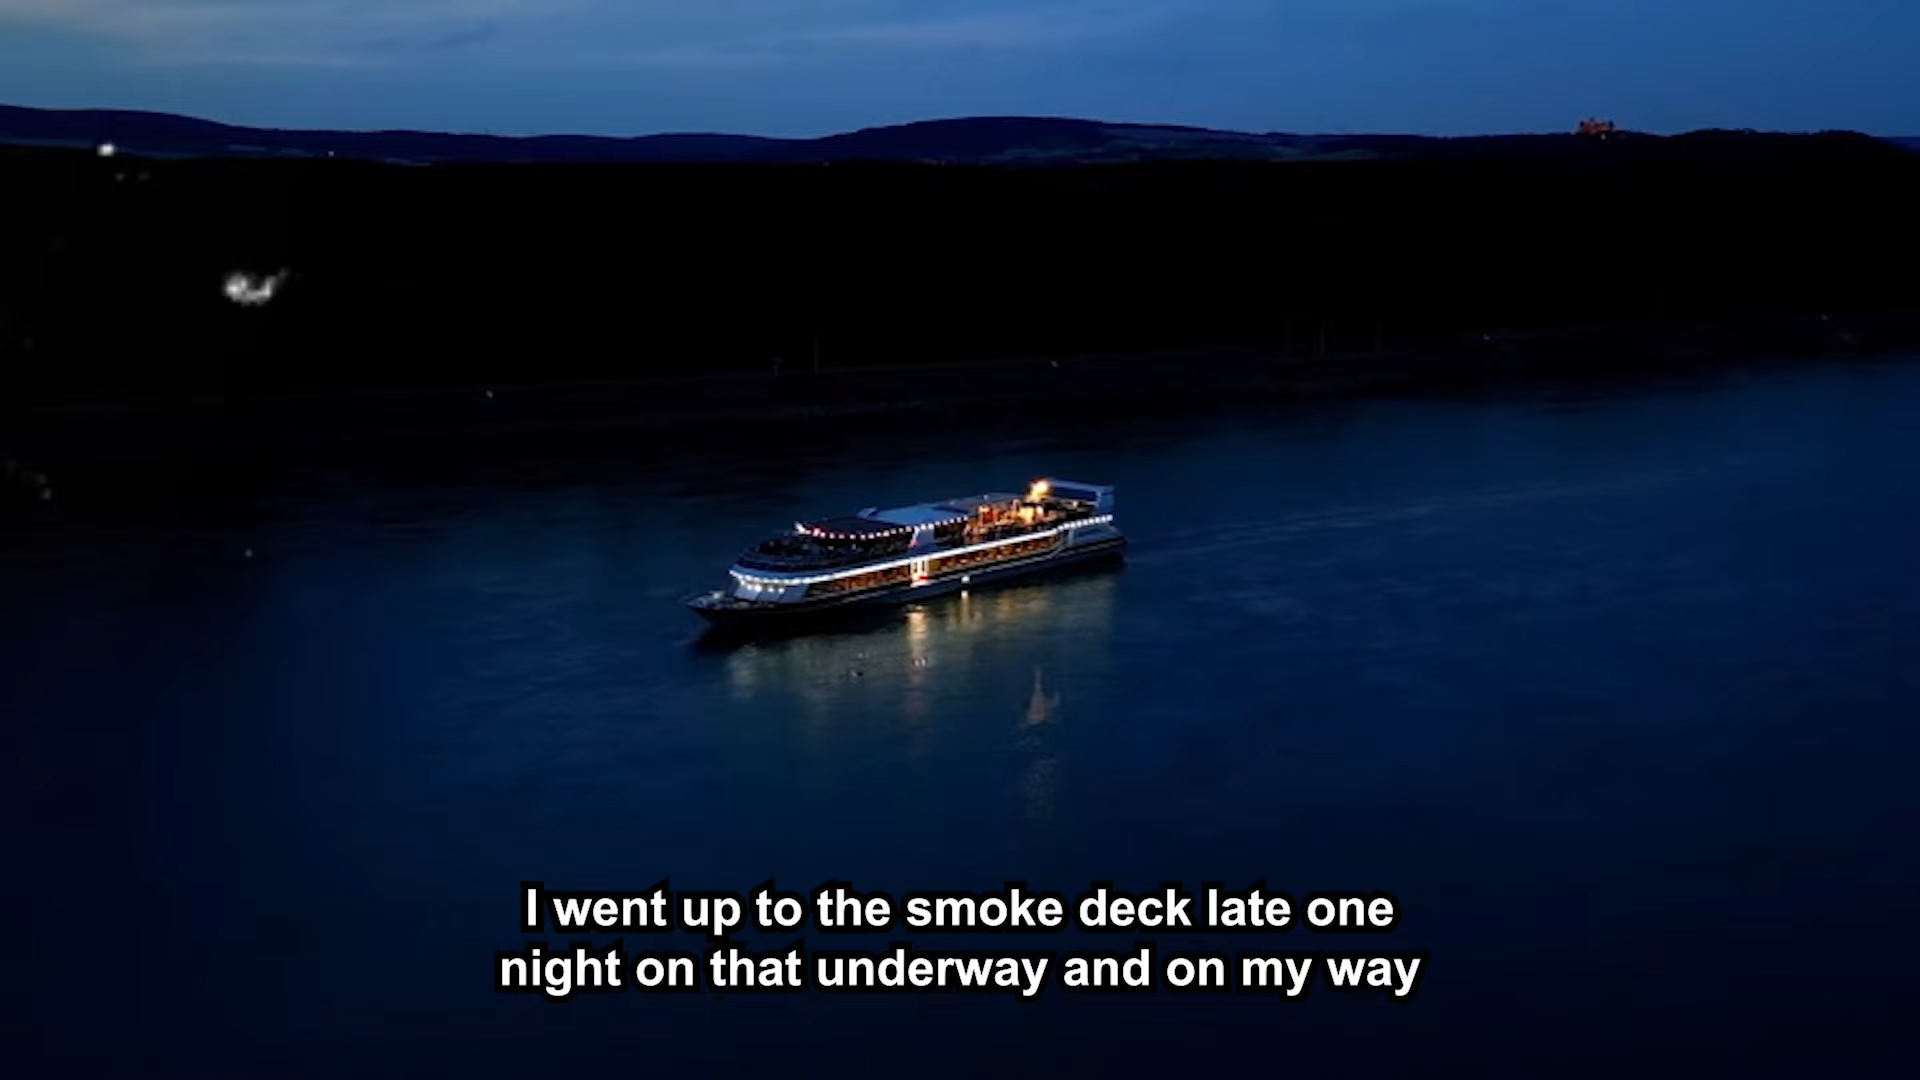 I went up to the smoke deck late one
night on that underway and on my way